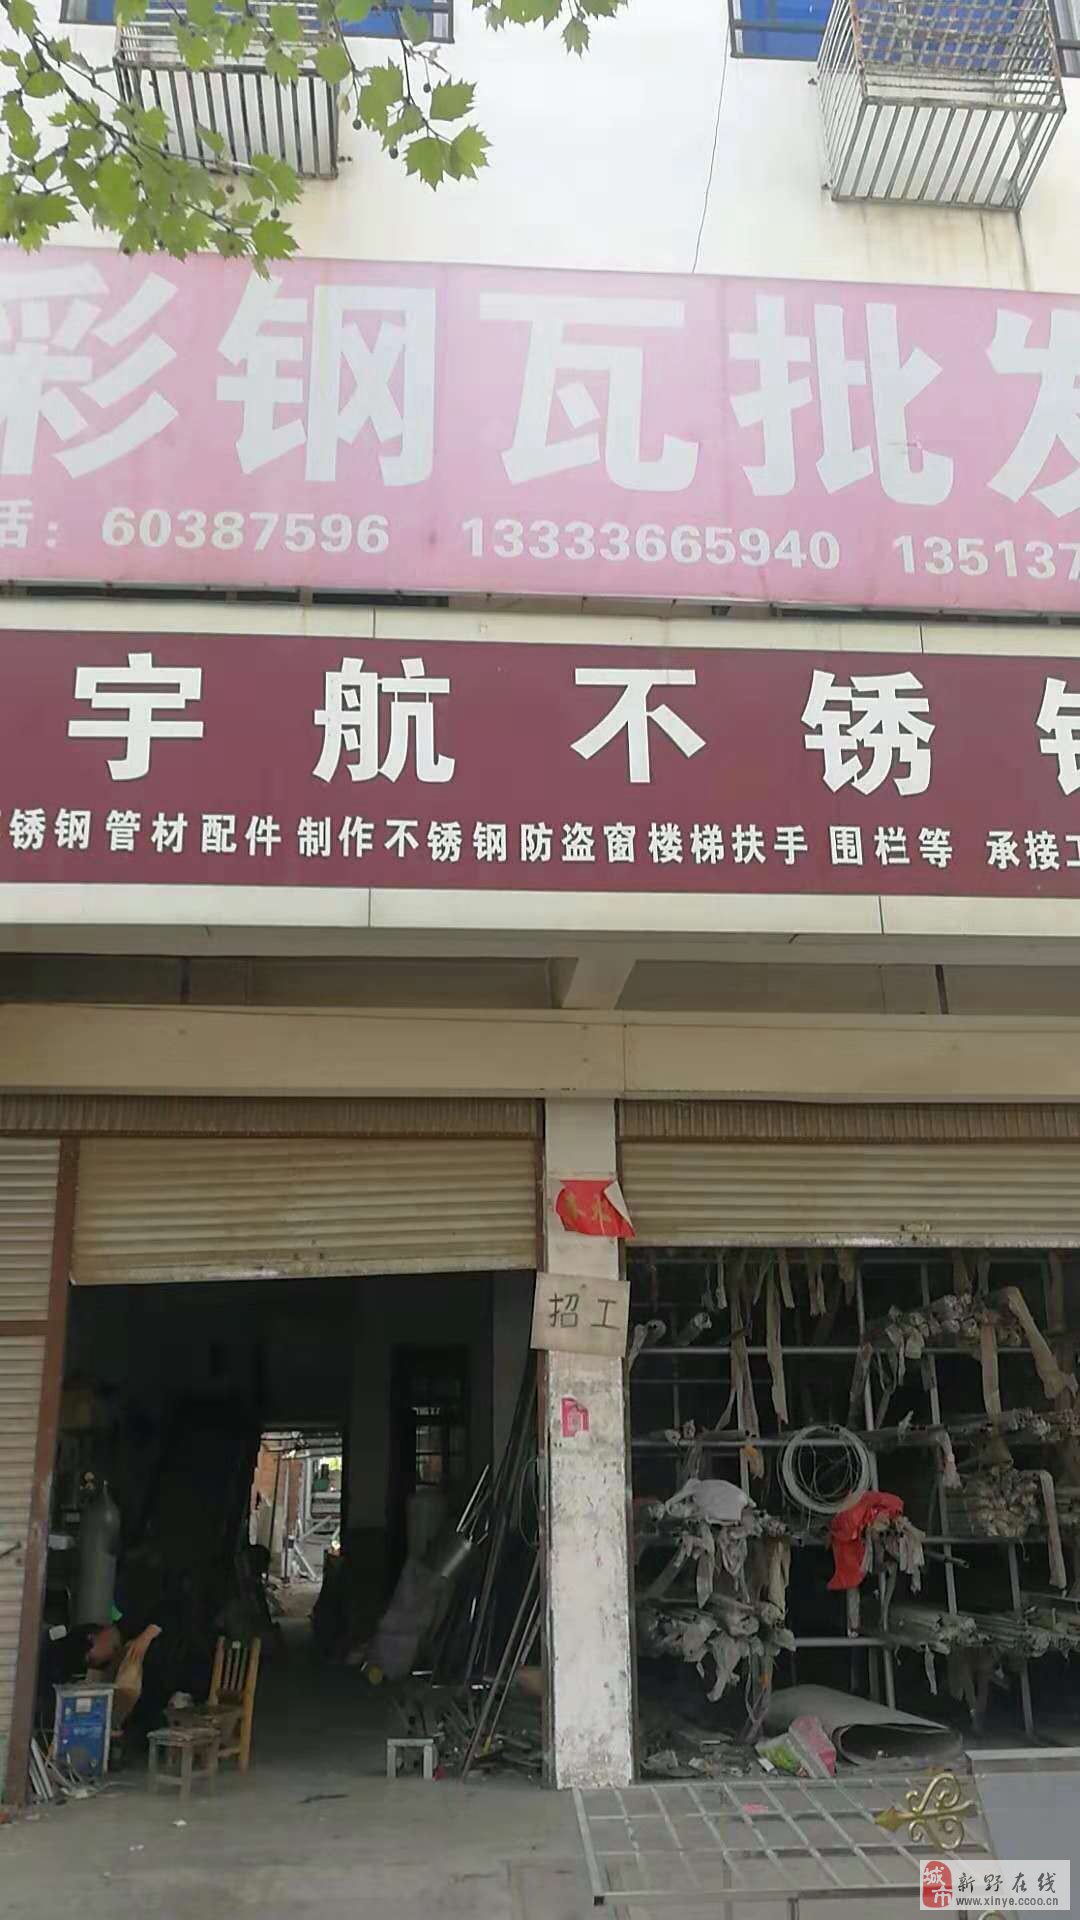 彩钢瓦批发
话：60387596 13333665940 135137
宇航不锈钢
锈钢管材配件 制作不锈钢防盗窗楼梯扶手 围栏等 承接工
招工
城市 新野在线
www.xinye.ccoo.cn